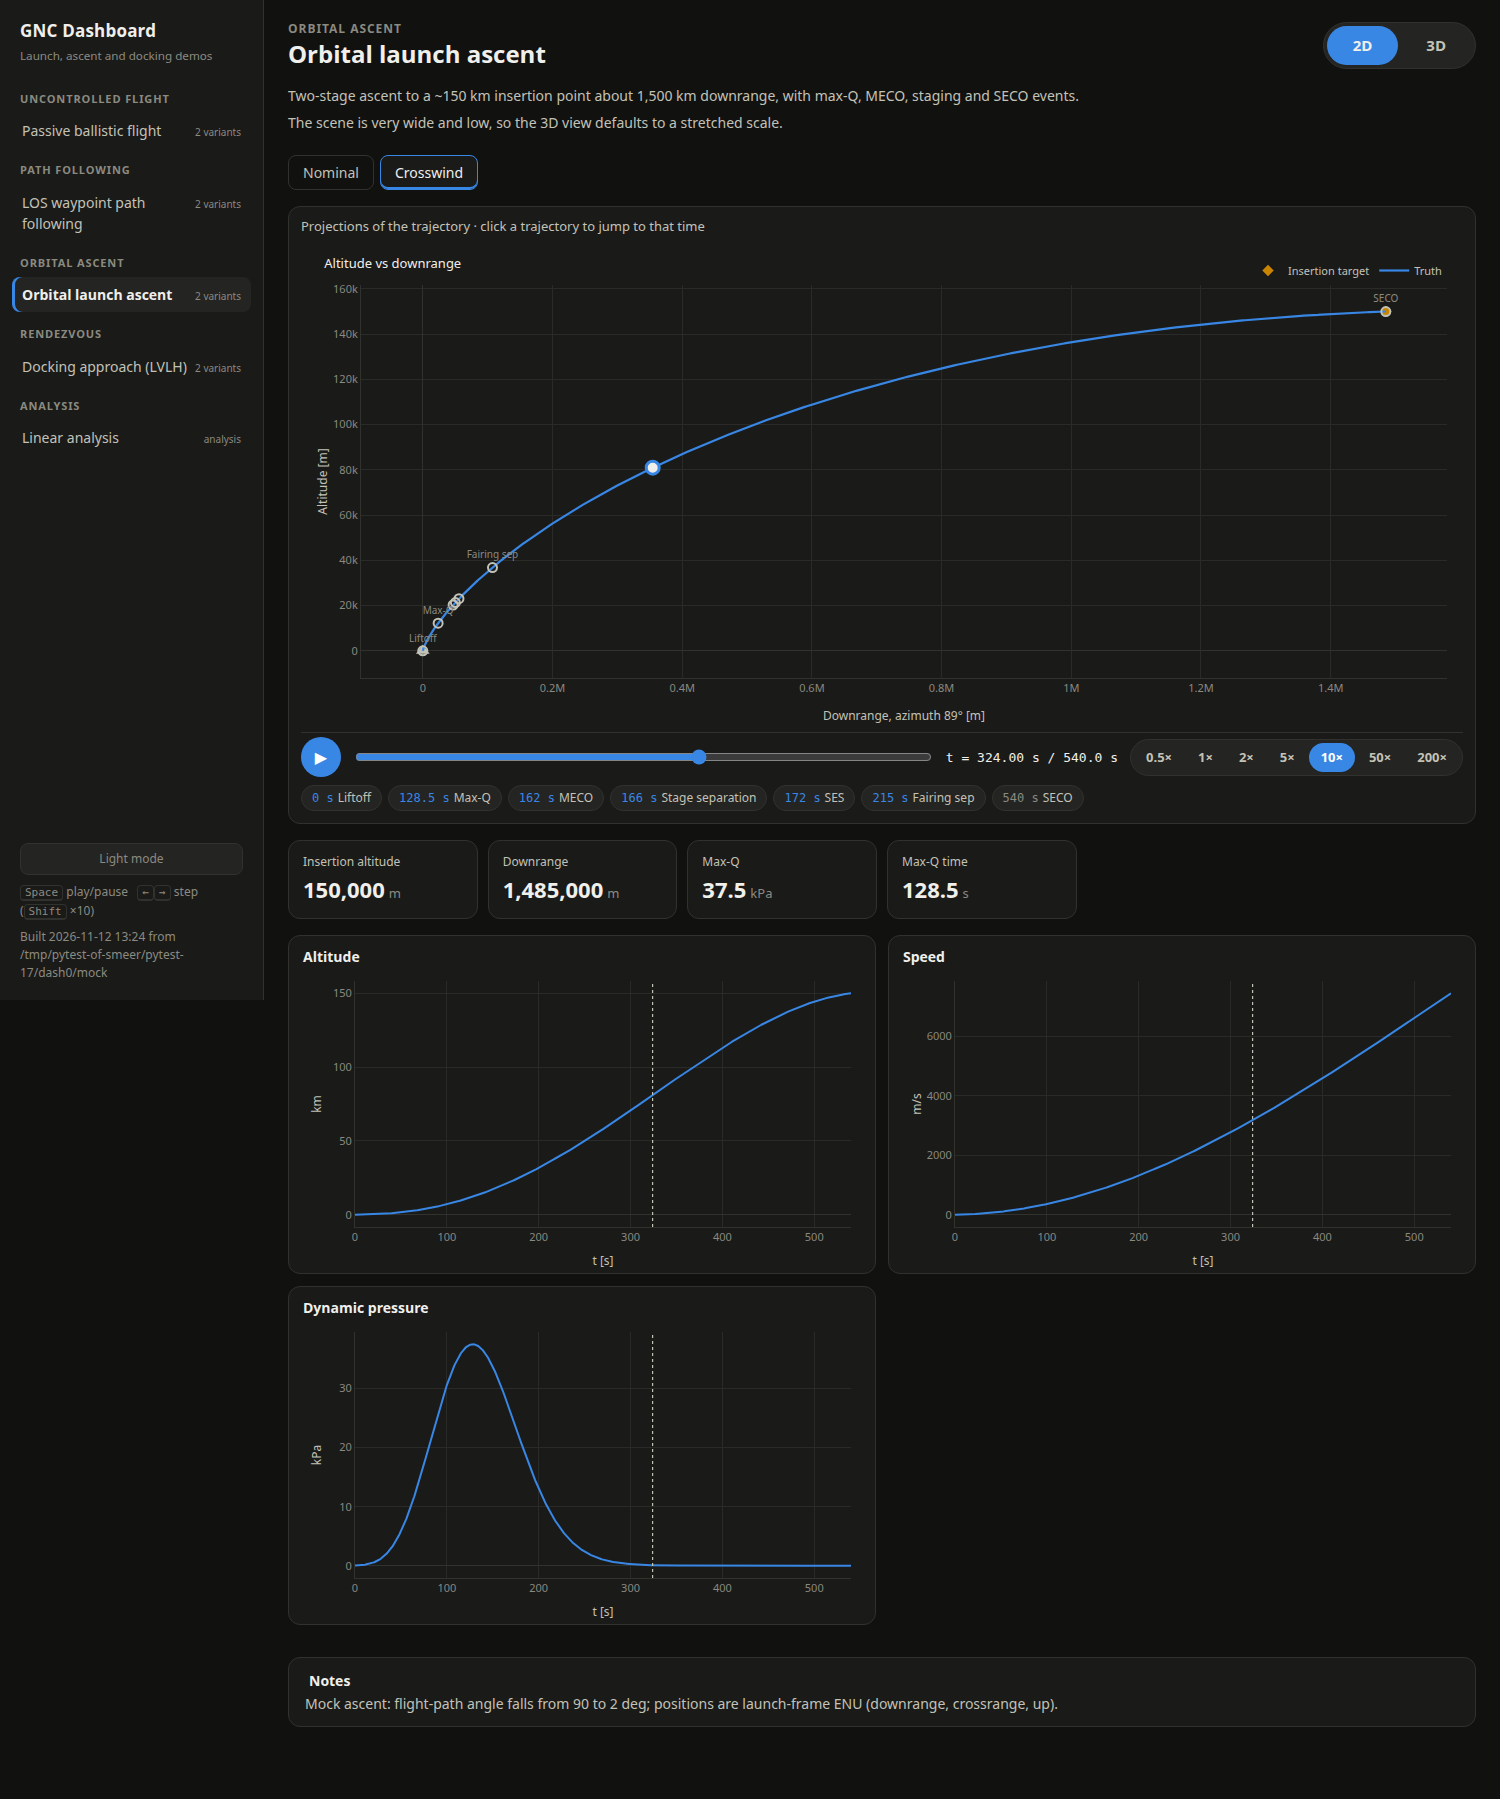 GNC Dashboard
Launch, ascent and docking demos
UNCONTROLLED FLIGHT
Passive ballistic flight 2 variants
PATH FOLLOWING
LOS waypoint path 2 variants
following
ORBITAL ASCENT
Orbital launch ascent 2 variants
RENDEZVOUS
Docking approach (LVLH) 2 variants
ANALYSIS
Linear analysis analysis
Light mode
Space play/pause ← → step
(Shift ×10)
Built 2026-11-12 13:24 from
/tmp/pytest-of-smeer/pytest-
17/dash0/mock
ORBITAL ASCENT
Orbital launch ascent
2D 3D
Two-stage ascent to a ~150 km insertion point about 1,500 km downrange, with max-Q, MECO, staging and SECO events.
The scene is very wide and low, so the 3D view defaults to a stretched scale.
Nominal Crosswind
Projections of the trajectory · click a trajectory to jump to that time
Altitude vs downrange
Insertion target Truth
160k
140k
120k
100k
80k
60k
40k
20k
0
Altitude [m]
SECO
Fairing sep
Max-Q
Liftoff
0 0.2M 0.4M 0.6M 0.8M 1M 1.2M 1.4M
Downrange, azimuth 89° [m]
▶ t = 324.00 s / 540.0 s 0.5× 1× 2× 5× 10× 50× 200×
0 s Liftoff 128.5 s Max-Q 162 s MECO 166 s Stage separation 172 s SES 215 s Fairing sep 540 s SECO
Insertion altitude
150,000 m
Downrange
1,485,000 m
Max-Q
37.5 kPa
Max-Q time
128.5 s
Altitude
150
100
50
0
km
0 100 200 300 400 500
t [s]
Speed
6000
4000
2000
0
m/s
0 100 200 300 400 500
t [s]
Dynamic pressure
30
20
10
0
kPa
0 100 200 300 400 500
t [s]
Notes
Mock ascent: flight-path angle falls from 90 to 2 deg; positions are launch-frame ENU (downrange, crossrange, up).